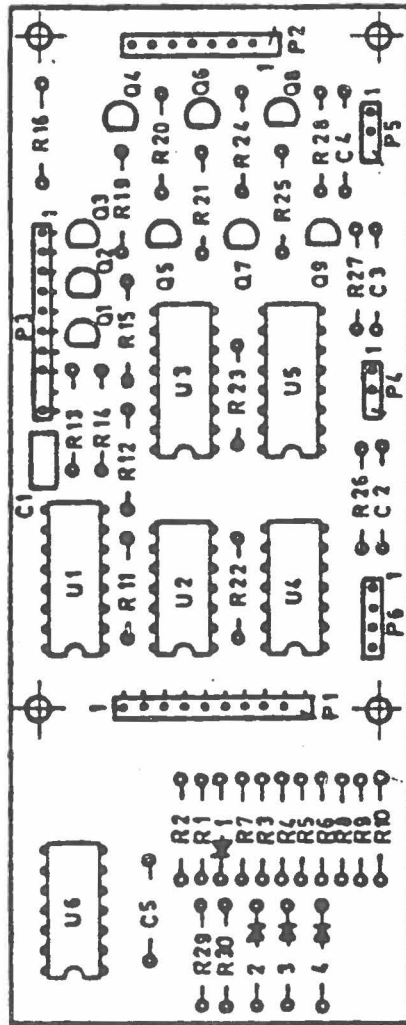 P2
1
R16
Q4
Q6
Q8
R20
R24
R28
C4
P5
1
P3
1
Q3
Q2
Q1
R19
R21
R25
Q5
Q7
Q9
R27
C3
R15
U3
R23
U5
P4
1
C1
R13
R14
R12
R26
C2
U1
R11
U2
R22
U4
P6
1
1
P1
U6
C5
R2
R1
1
R7
R3
R4
R5
R6
R8
R9
R10
R29
R30
2
3
4